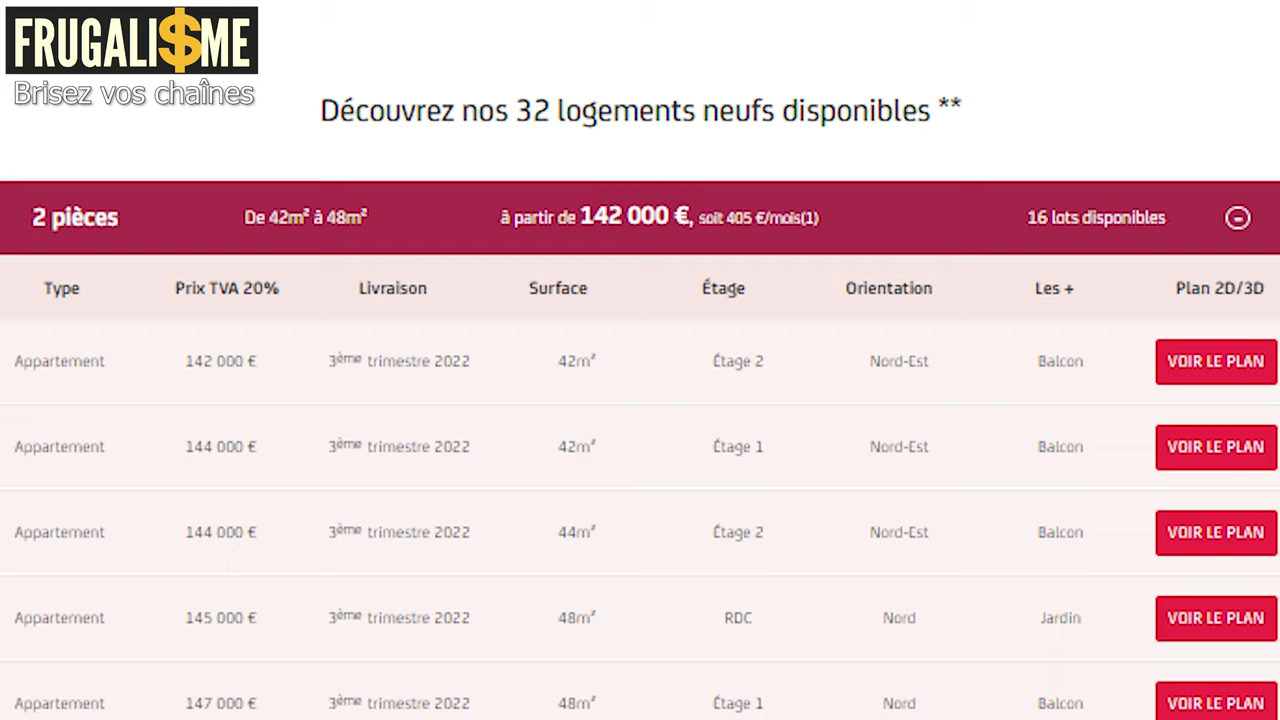 FRUGALI$ME
Brisez vos chaînes
Découvrez nos 32 logements neufs disponibles **
2 pièces De 42m² à 48m² à partir de 142 000 €, soit 405 €/mois(1) 16 lots disponibles
Type Prix TVA 20% Livraison Surface Étage Orientation Les + Plan 2D/3D
Appartement 142 000 € 3ème trimestre 2022 42m² Étage 2 Nord-Est Balcon VOIR LE PLAN
Appartement 144 000 € 3ème trimestre 2022 42m² Étage 1 Nord-Est Balcon VOIR LE PLAN
Appartement 144 000 € 3ème trimestre 2022 44m² Étage 2 Nord-Est Balcon VOIR LE PLAN
Appartement 145 000 € 3ème trimestre 2022 48m² RDC Nord Jardin VOIR LE PLAN
Appartement 147 000 € 3ème trimestre 2022 48m² Étage 1 Nord Balcon VOIR LE PLAN